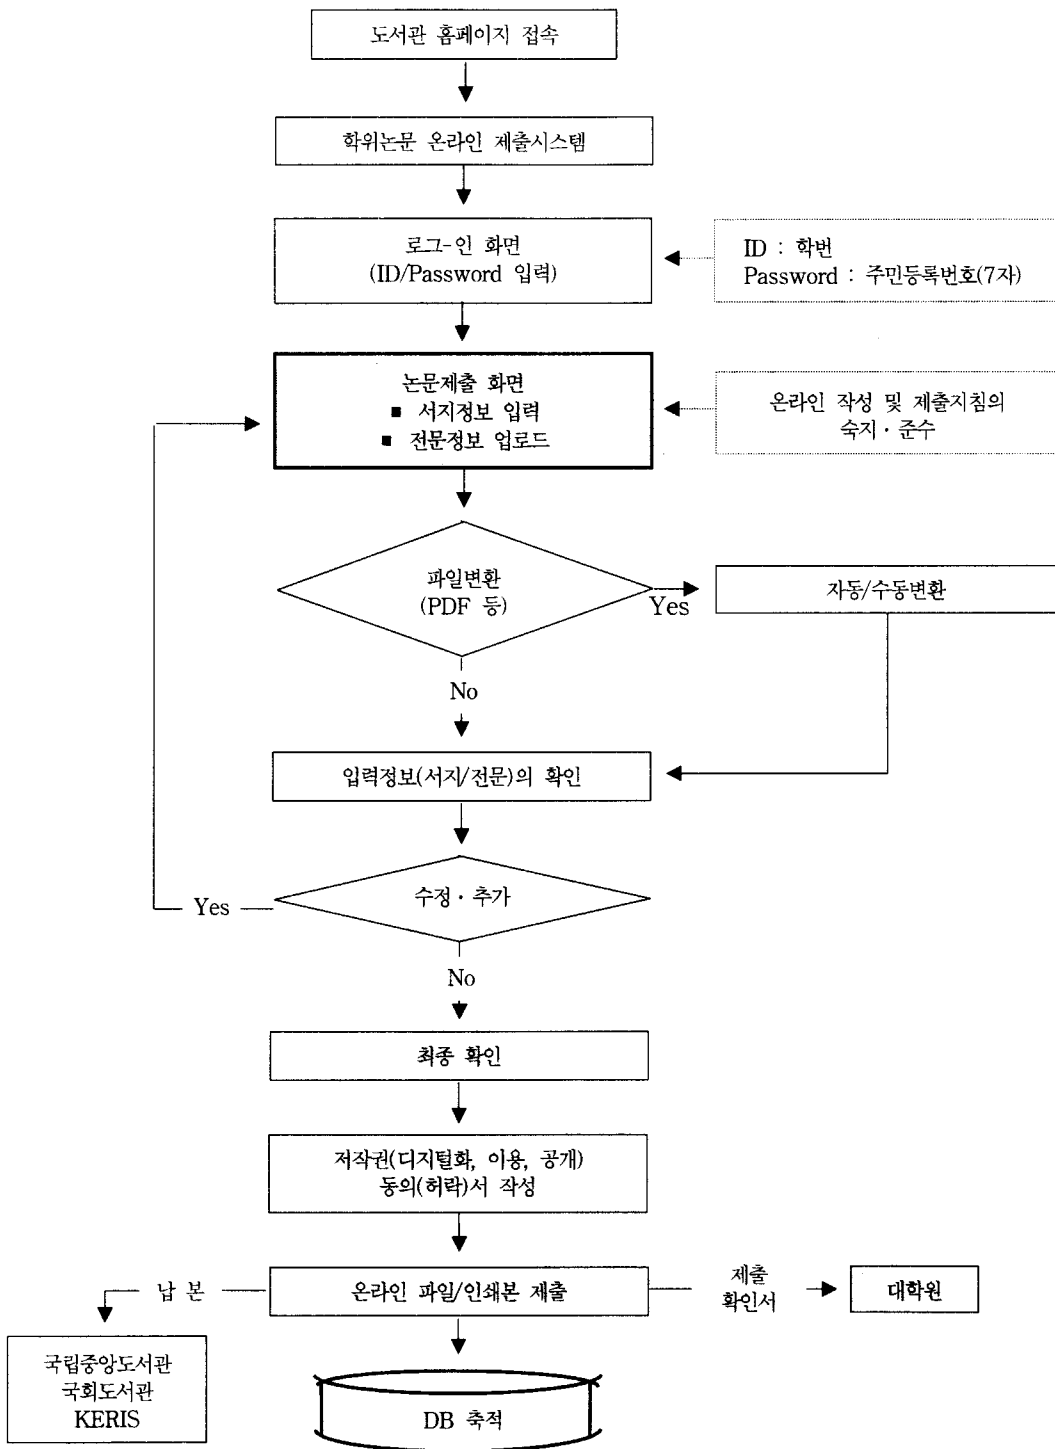 도서관 홈페이지 접속
학위논문 온라인 제출시스템
로그-인 화면
(ID/Password 입력)
ID : 학번
Password : 주민등록번호(7자)
논문제출 화면
■ 서지정보 입력
■ 전문정보 업로드
온라인 작성 및 제출지침의
숙지·준수
파일변환
(PDF 등)
Yes
자동/수동변환
No
입력정보(서지/전문)의 확인
수정·추가
Yes
No
최종 확인
저작권(디지털화, 이용, 공개)
동의(허락)서 작성
납 본
온라인 파일/인쇄본 제출
제출
확인서
대학원
국립중앙도서관
국회도서관
KERIS
DB 축적